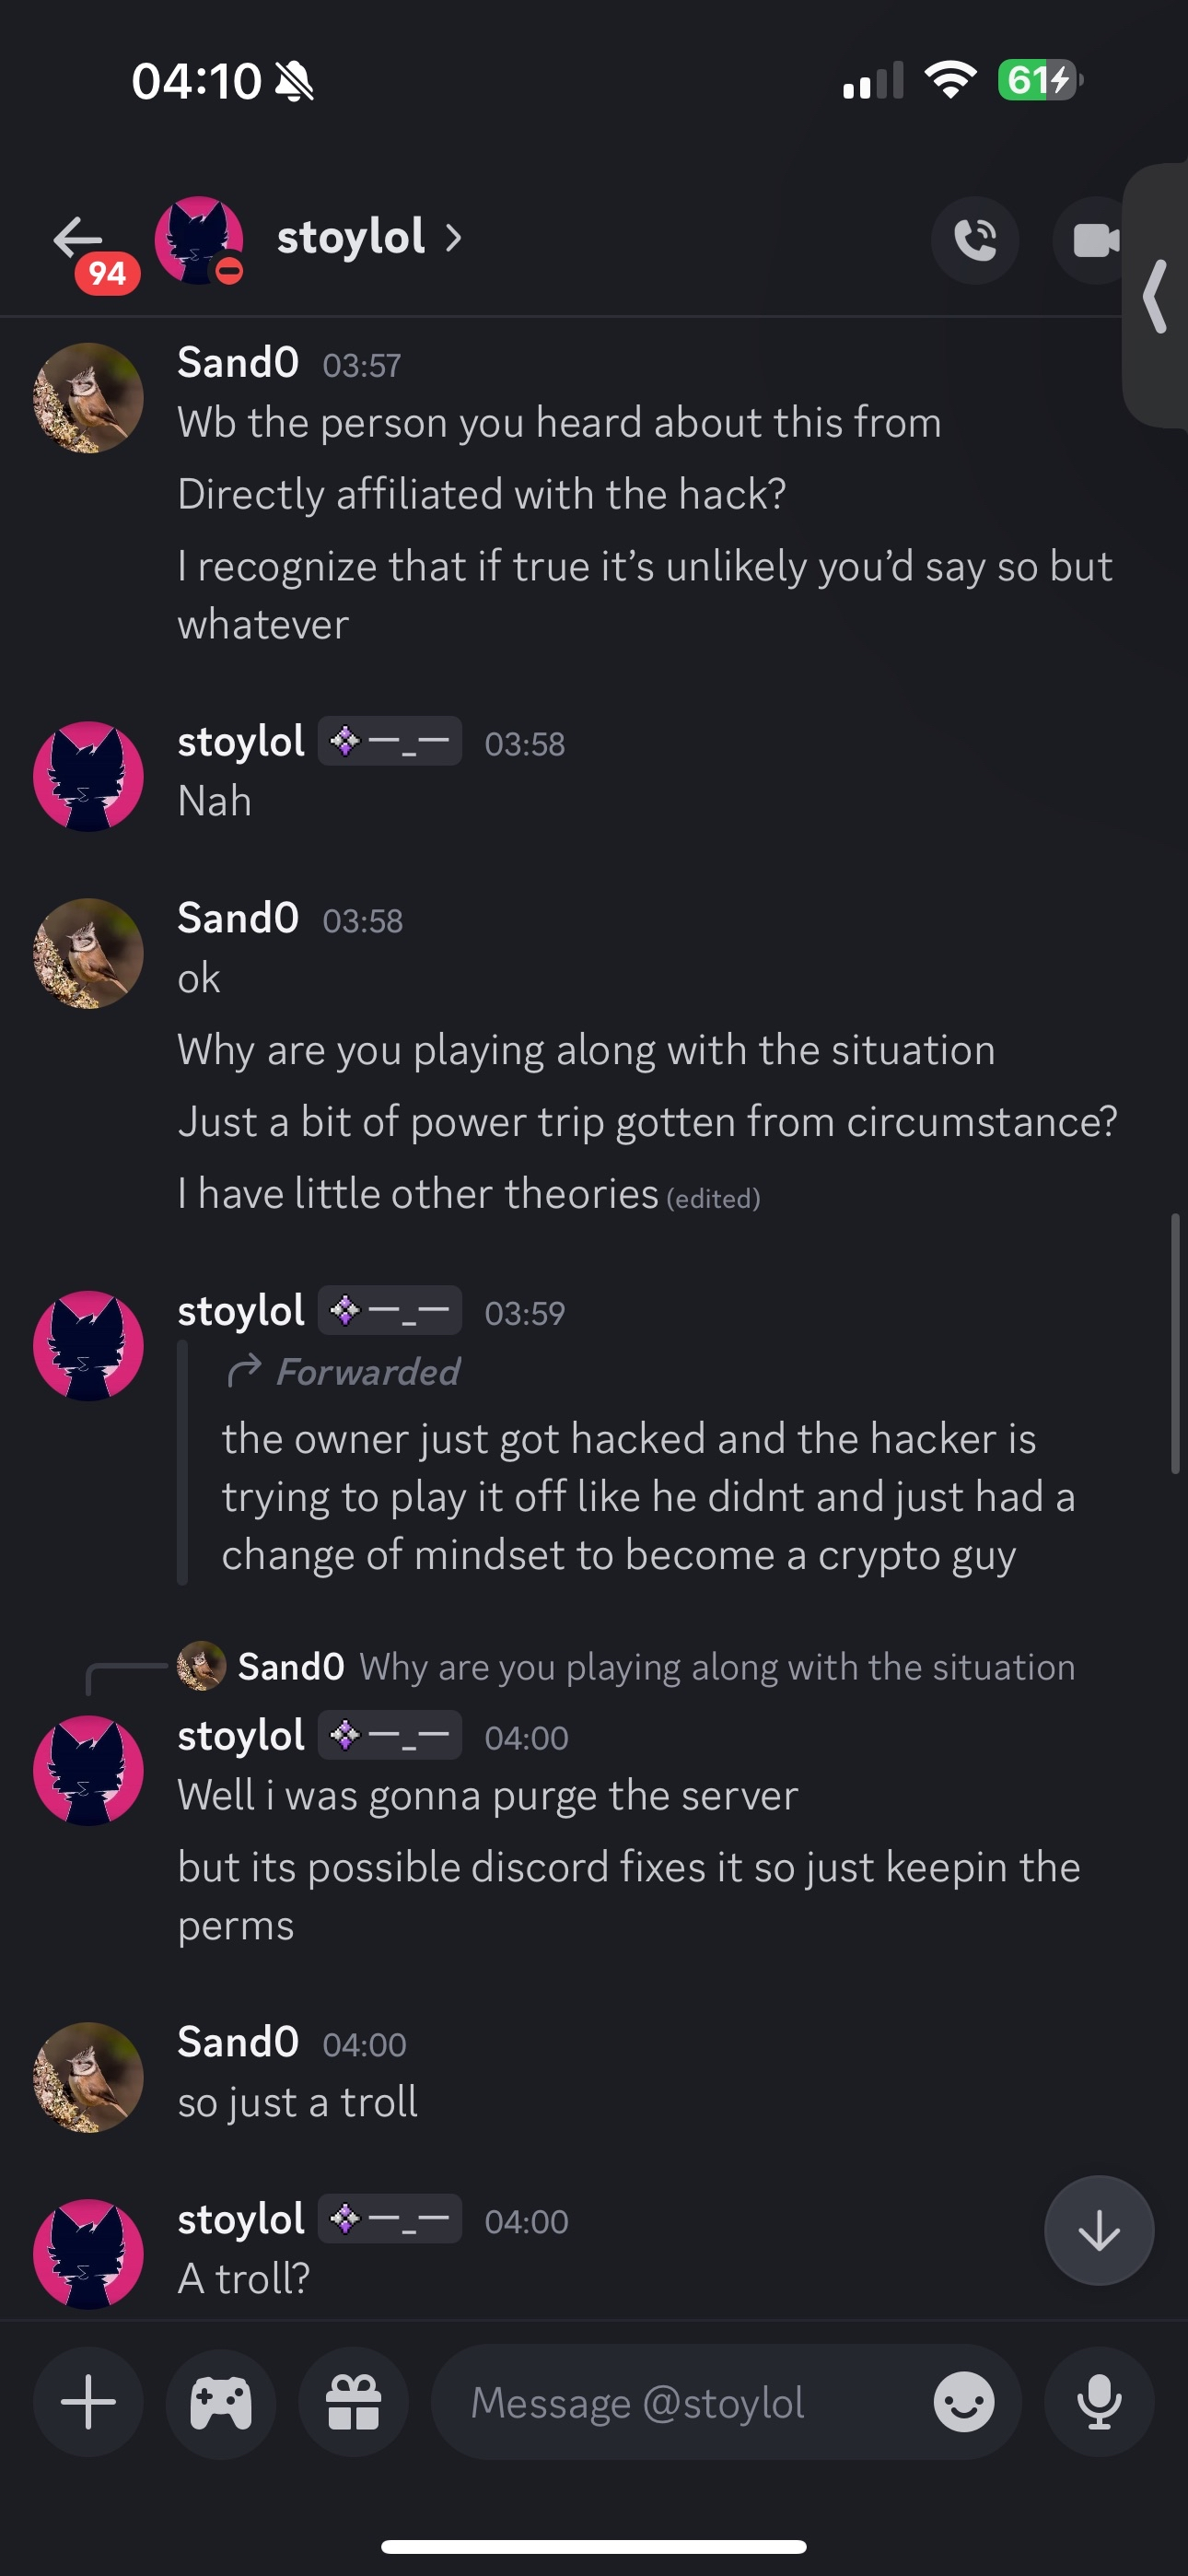 04:10
61
94
stoylol
Sand0 03:57
Wb the person you heard about this from
Directly affiliated with the hack?
I recognize that if true it’s unlikely you’d say so but
whatever
stoylol —_— 03:58
Nah
Sand0 03:58
ok
Why are you playing along with the situation
Just a bit of power trip gotten from circumstance?
I have little other theories (edited)
stoylol —_— 03:59
Forwarded
the owner just got hacked and the hacker is
trying to play it off like he didnt and just had a
change of mindset to become a crypto guy
Sand0 Why are you playing along with the situation
stoylol —_— 04:00
Well i was gonna purge the server
but its possible discord fixes it so just keepin the
perms
Sand0 04:00
so just a troll
stoylol —_— 04:00
A troll?
Message @stoylol